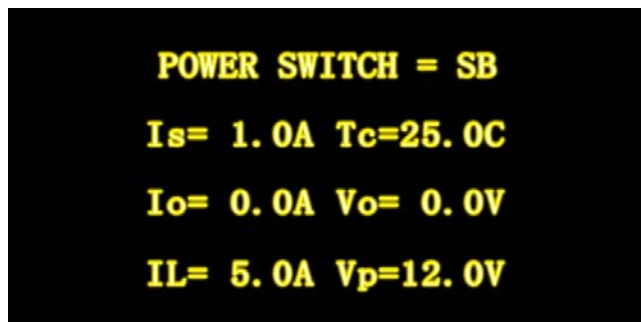 POWER SWITCH = SB
Is= 1.0A Tc=25.0C
Io= 0.0A Vo= 0.0V
IL= 5.0A Vp=12.0V